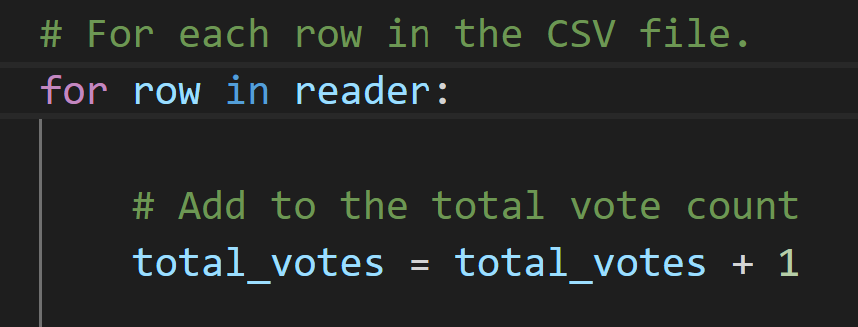 # For each row in the CSV file.
for row in reader:
# Add to the total vote count
total_votes = total_votes + 1